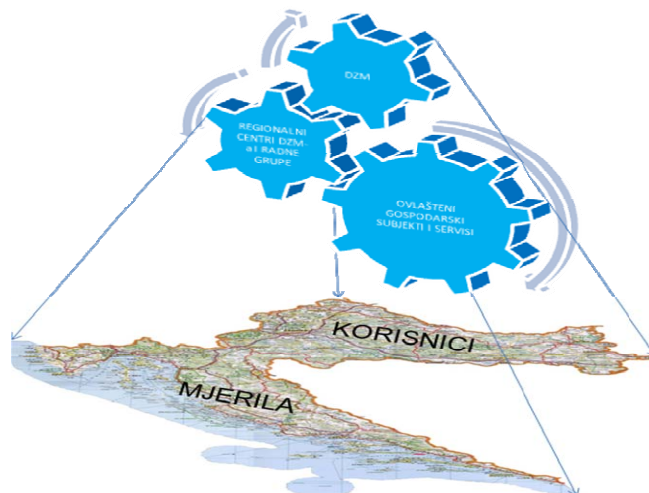 DZM
REGIONALNI
CENTRI DZM-
a I RADNE
GRUPE
OVLAŠTENI
GOSPODARSKI
SUBJEKTI I SERVISI
KORISNICI
MJERILA